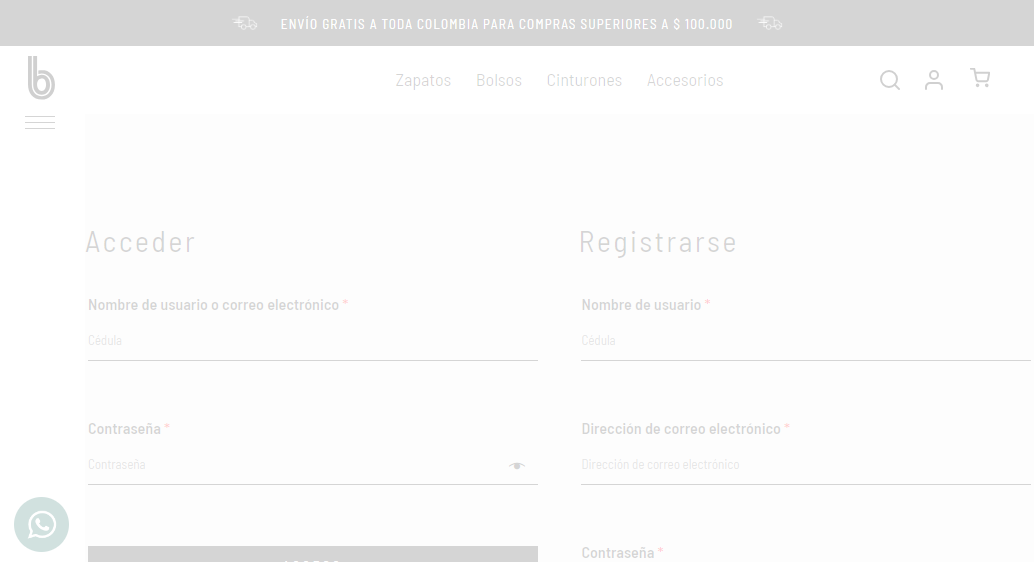 ENVÍO GRATIS A TODA COLOMBIA PARA COMPRAS SUPERIORES A $ 100.000
b
Zapatos Bolsos Cinturones Accesorios
Acceder
Nombre de usuario o correo electrónico *
Cédula
Contraseña *
Contraseña
Registrarse
Nombre de usuario *
Cédula
Dirección de correo electrónico *
Dirección de correo electrónico
Contraseña *